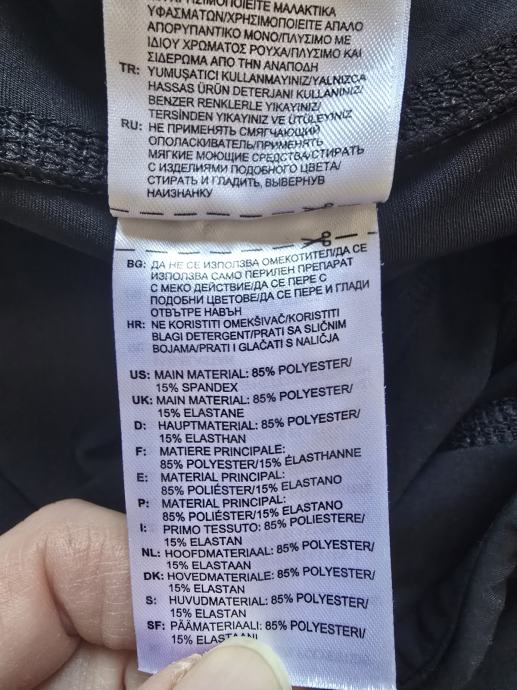 ΥΦΑΣΜΑΤΩΝ/ΧΡΗΣΙΜΟΠΟΙΕΙΤΕ ΑΠΑΛΟ
ΑΠΟΡΥΠΑΝΤΙΚΟ ΜΟΝΟ/ΠΛΥΣΙΜΟ ΜΕ
ΙΔΙΟΥ ΧΡΩΜΑΤΟΣ ΡΟΥΧΑ/ΠΛΥΣΙΜΟ ΚΑΙ
ΣΙΔΕΡΩΜΑ ΑΠΟ ΤΗΝ ΑΝΑΠΟΔΗ
TR: YUMUŞATICI KULLANMAYINIZ/YALNIZCA
HASSAS ÜRÜN DETERJANI KULLANINIZ/
BENZER RENKLERLE YIKAYINIZ/
TERSİNDEN YIKAYINIZ VE ÜTÜLEYİNİZ
RU: НЕ ПРИМЕНЯТЬ СМЯГЧАЮЩИЙ
ОПОЛАСКИВАТЕЛЬ/ПРИМЕНЯТЬ
МЯГКИЕ МОЮЩИЕ СРЕДСТВА/СТИРАТЬ
С ИЗДЕЛИЯМИ ПОДОБНОГО ЦВЕТА/
СТИРАТЬ И ГЛАДИТЬ, ВЫВЕРНУВ
НАИЗНАНКУ
BG: ДА НЕ СЕ ИЗПОЛЗВА ОМЕКОТИТЕЛ/ДА СЕ
ИЗПОЛЗВА САМО ПЕРИЛЕН ПРЕПАРАТ
С МЕКО ДЕЙСТВИЕ/ДА СЕ ПЕРЕ С
ПОДОБНИ ЦВЕТОВЕ/ДА СЕ ПЕРЕ И ГЛАДИ
ОТВЪТРЕ НАВЪН
HR: NE KORISTITI OMEKŠIVAČ/KORISTITI
BLAGI DETERGENT/PRATI SA SLIČNIM
BOJAMA/PRATI I GLAČATI S NALIČJA
US: MAIN MATERIAL: 85% POLYESTER/
15% SPANDEX
UK: MAIN MATERIAL: 85% POLYESTER/
15% ELASTANE
D: HAUPTMATERIAL: 85% POLYESTER/
15% ELASTHAN
F: MATIERE PRINCIPALE:
85% POLYESTER/15% ÉLASTHANNE
E: MATERIAL PRINCIPAL:
85% POLIÉSTER/15% ELASTANO
P: MATERIAL PRINCIPAL:
85% POLIÉSTER/15% ELASTANO
I: PRIMO TESSUTO: 85% POLIESTERE/
15% ELASTAN
NL: HOOFDMATERIAAL: 85% POLYESTER/
15% ELASTAAN
DK: HOVEDMATERIALE: 85% POLYESTER/
15% ELASTAN
S: HUVUDMATERIAL: 85% POLYESTER/
15% ELASTAN
SF: PÄÄMATERIAALI: 85% POLYESTERI/
15% ELASTAANI